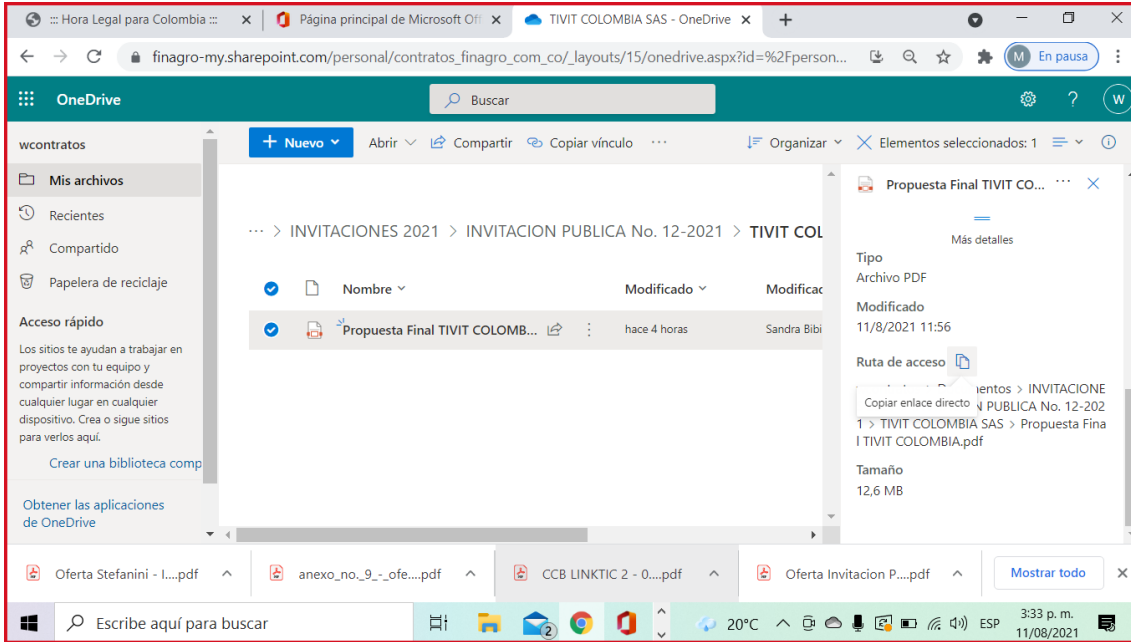 ::: Hora Legal para Colombia :::
Página principal de Microsoft Off
TIVIT COLOMBIA SAS - OneDrive
finagro-my.sharepoint.com/personal/contratos_finagro_com_co/_layouts/15/onedrive.aspx?id=%2Fperson...
M En pausa
OneDrive
Buscar
W
wcontratos
Mis archivos
Recientes
Compartido
Papelera de reciclaje
Acceso rápido
Los sitios te ayudan a trabajar en
proyectos con tu equipo y
compartir información desde
cualquier lugar en cualquier
dispositivo. Crea o sigue sitios
para verlos aquí.
Crear una biblioteca comp
Obtener las aplicaciones
de OneDrive
+ Nuevo Abrir Compartir Copiar vínculo ··· Organizar Elementos seleccionados: 1
··· > INVITACIONES 2021 > INVITACION PUBLICA No. 12-2021 > TIVIT COL
Nombre Modificado Modificac
Propuesta Final TIVIT COLOMB... hace 4 horas Sandra Bibi
Propuesta Final TIVIT CO... ···
Más detalles
Tipo
Archivo PDF
Modificado
11/8/2021 11:56
Ruta de acceso
entos > INVITACIONE
Copiar enlace directo
N PUBLICA No. 12-202
1 > TIVIT COLOMBIA SAS > Propuesta Fina
l TIVIT COLOMBIA.pdf
Tamaño
12,6 MB
Oferta Stefanini - I....pdf
anexo_no._9_-_ofe....pdf
CCB LINKTIC 2 - 0....pdf
Oferta Invitacion P....pdf
Mostrar todo
Escribe aquí para buscar
2
20°C
ESP
3:33 p. m.
11/08/2021